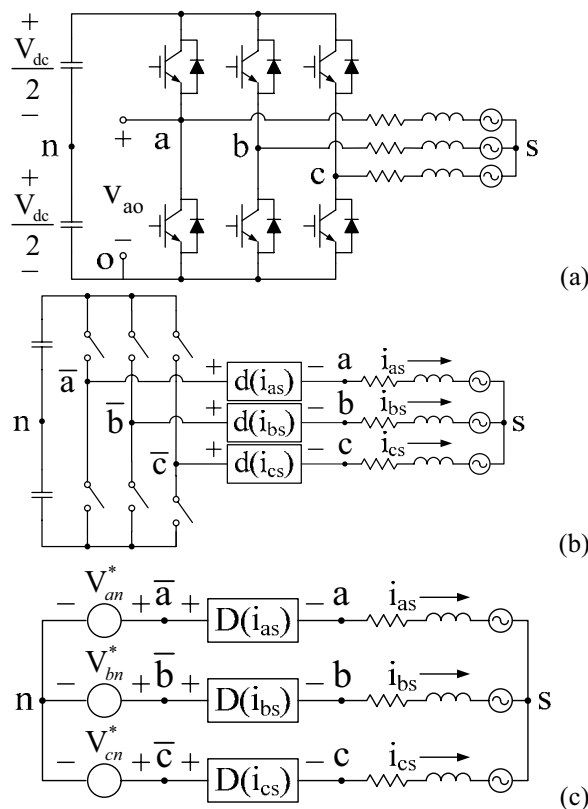 +
V_dc
2
−
n
+
V_dc
2
−
+
a
b
c
s
v_ao
−
o
(a)
n
a̅
b̅
c̅
+ d(i_as) − a i_as
+ d(i_bs) − b i_bs
+ d(i_cs) − c i_cs
s
(b)
− V*_an + a̅ + D(i_as) − a i_as
n − V*_bn + b̅ + D(i_bs) − b i_bs s
− V*_cn + c̅ + D(i_cs) − c i_cs
(c)